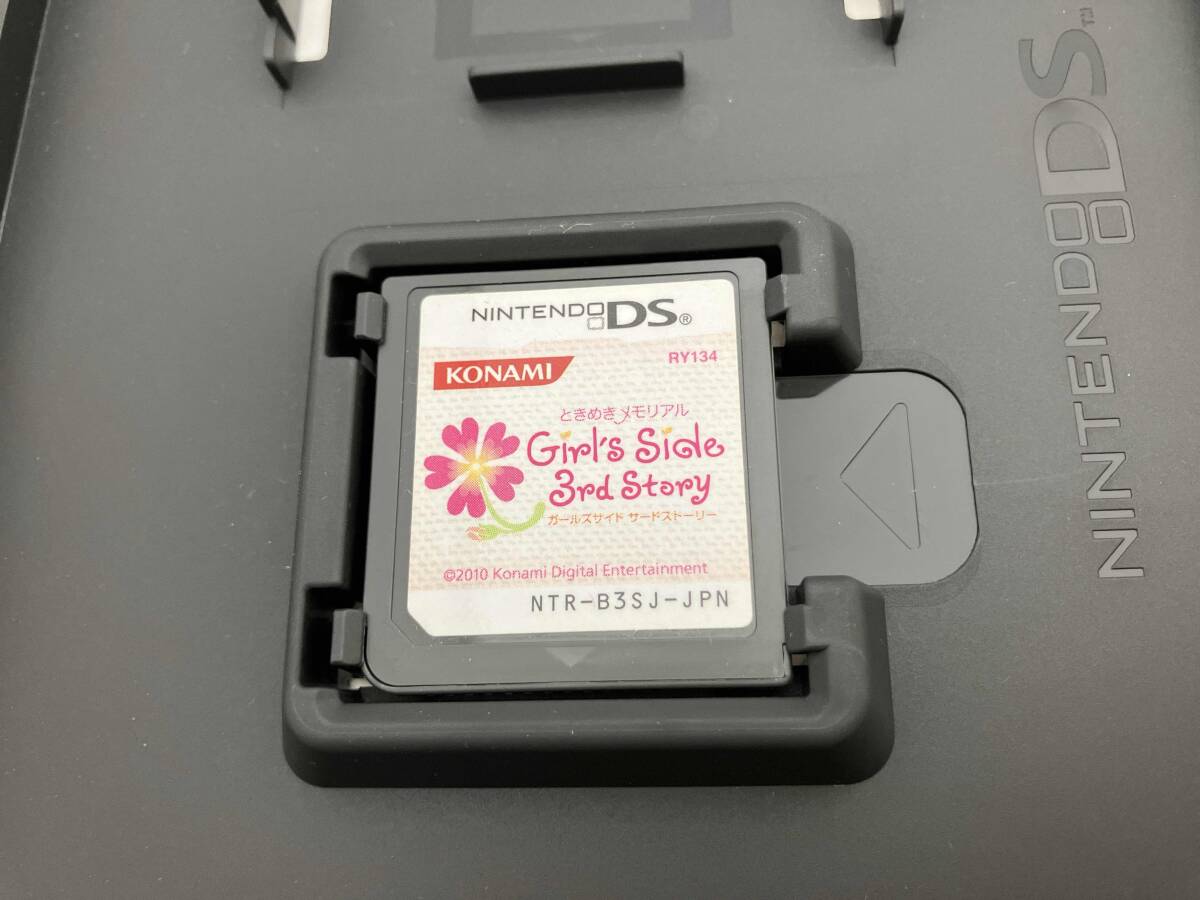 NINTENDO DS®
KONAMI
RY134
ときめきメモリアル
Girl's Side
3rd Story
ガールズサイド サードストーリー
©2010 Konami Digital Entertainment
NTR-B3SJ-JPN
NINTENDO DS™